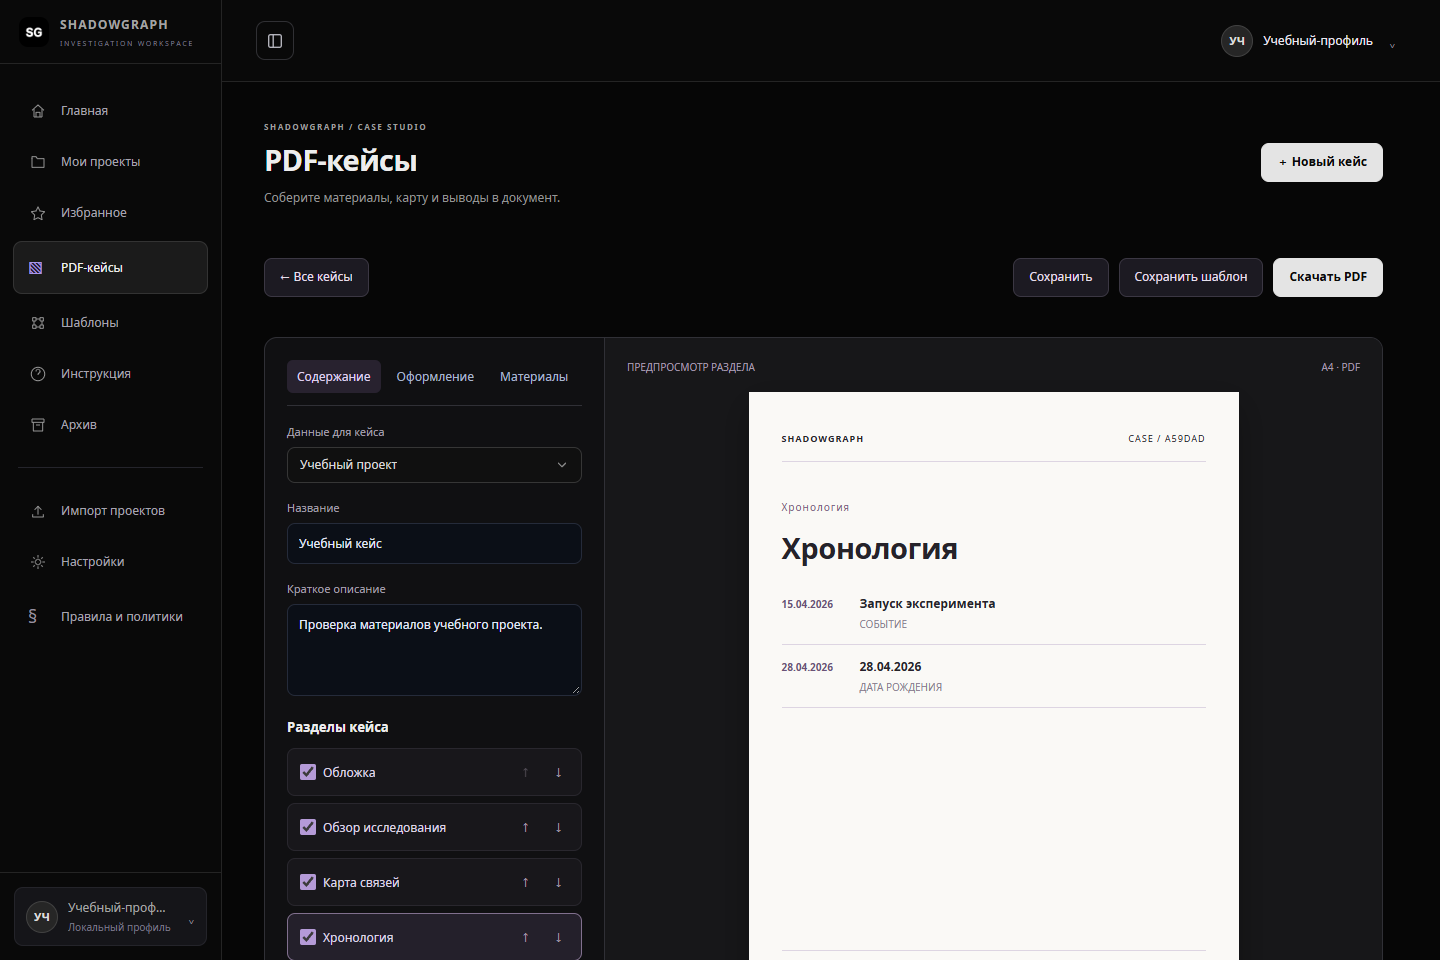 SG
SHADOWGRAPH
INVESTIGATION WORKSPACE
Главная
Мои проекты
Избранное
PDF-кейсы
Шаблоны
Инструкция
Архив
Импорт проектов
Настройки
§ Правила и политики
УЧ
Учебный-проф...
Локальный профиль
УЧ Учебный-профиль
SHADOWGRAPH / CASE STUDIO
PDF-кейсы
Соберите материалы, карту и выводы в документ.
+ Новый кейс
← Все кейсы
Сохранить
Сохранить шаблон
Скачать PDF
Содержание
Оформление
Материалы
Данные для кейса
Учебный проект
Название
Учебный кейс
Краткое описание
Проверка материалов учебного проекта.
Разделы кейса
Обложка ↑ ↓
Обзор исследования ↑ ↓
Карта связей ↑ ↓
Хронология ↑ ↓
ПРЕДПРОСМОТР РАЗДЕЛА
A4 · PDF
SHADOWGRAPH
CASE / A59DAD
Хронология
Хронология
15.04.2026 Запуск эксперимента
СОБЫТИЕ
28.04.2026 28.04.2026
ДАТА РОЖДЕНИЯ